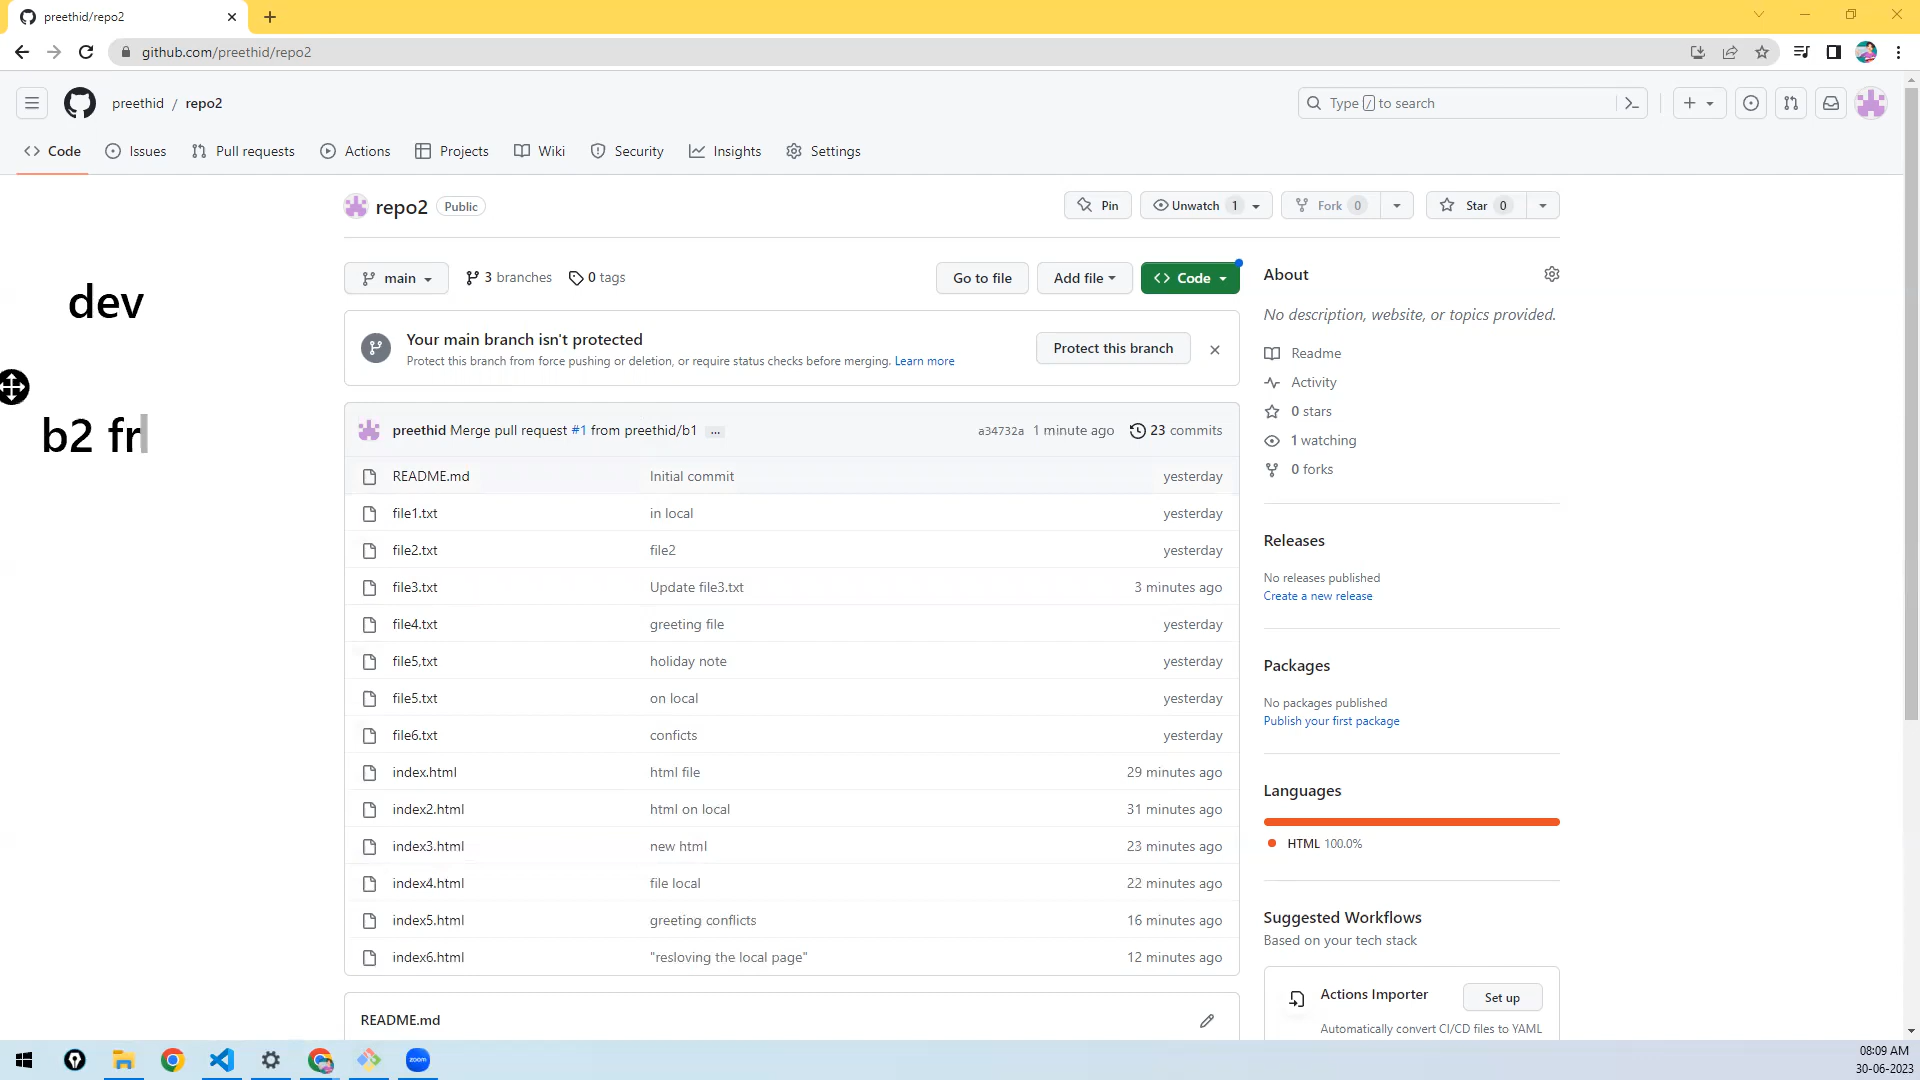 preethid/repo2
github.com/preethid/repo2
preethid / repo2
Type / to search
Code Issues Pull requests Actions Projects Wiki Security Insights Settings
repo2 Public
Pin Unwatch 1 Fork 0 Star 0
main 3 branches 0 tags Go to file Add file Code
Your main branch isn't protected
Protect this branch from force pushing or deletion, or require status checks before merging. Learn more
Protect this branch
dev
b2 fr
preethid Merge pull request #1 from preethid/b1 ... a34732a 1 minute ago 23 commits
README.md Initial commit yesterday
file1.txt in local yesterday
file2.txt file2 yesterday
file3.txt Update file3.txt 3 minutes ago
file4.txt greeting file yesterday
file5,txt holiday note yesterday
file5.txt on local yesterday
file6.txt conficts yesterday
index.html html file 29 minutes ago
index2.html html on local 31 minutes ago
index3.html new html 23 minutes ago
index4.html file local 22 minutes ago
index5.html greeting conflicts 16 minutes ago
index6.html "resloving the local page" 12 minutes ago
README.md
About
No description, website, or topics provided.
Readme
Activity
0 stars
1 watching
0 forks
Releases
No releases published
Create a new release
Packages
No packages published
Publish your first package
Languages
HTML 100.0%
Suggested Workflows
Based on your tech stack
Actions Importer
Set up
Automatically convert CI/CD files to YAML
zoom
08:09 AM
30-06-2023